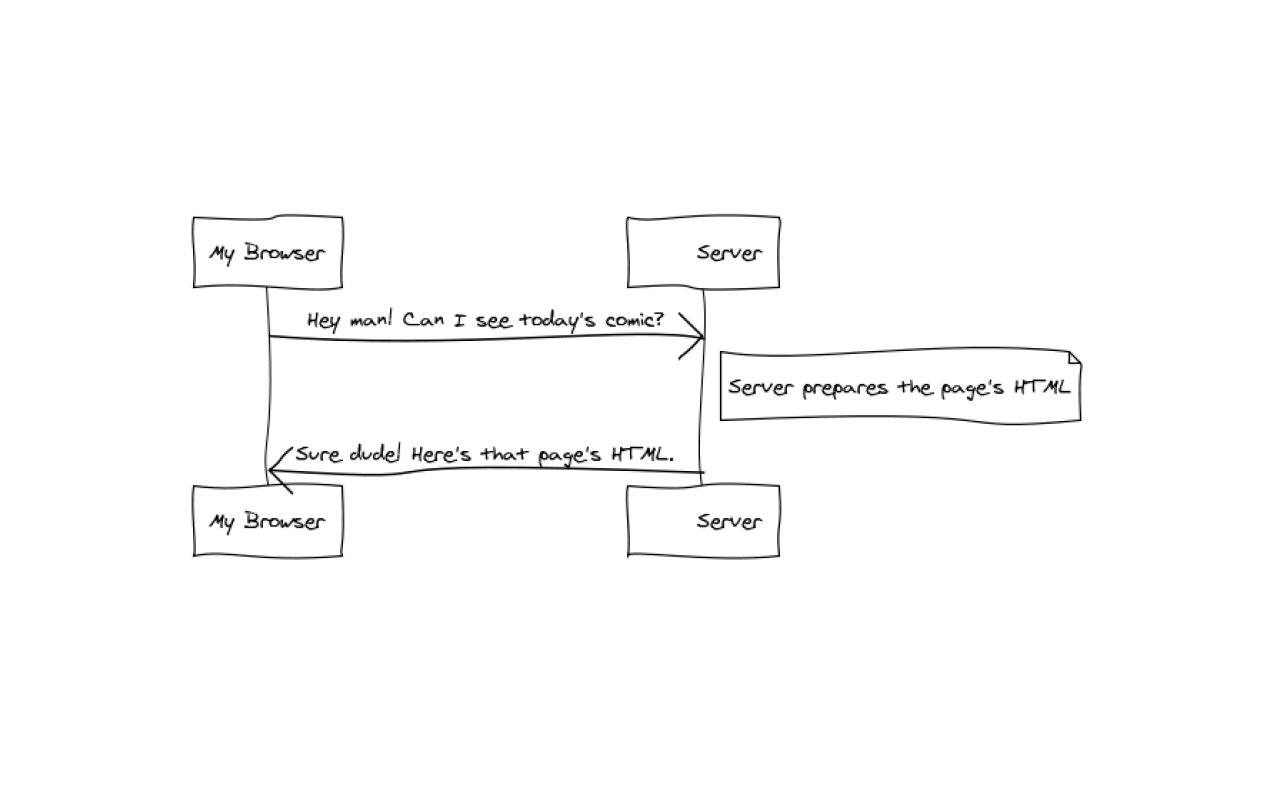 My Browser
Server
Hey man! Can I see today's comic?
Server prepares the page's HTML
Sure dude! Here's that page's HTML.
My Browser
Server